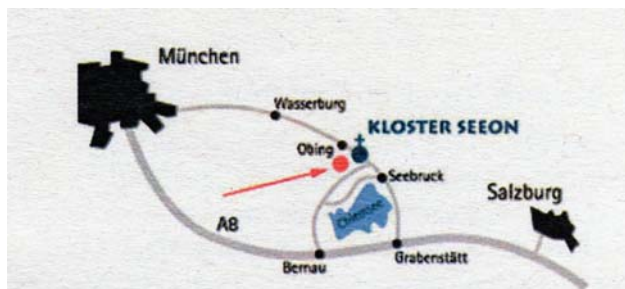 München
Wasserburg
KLOSTER SEEON
Obing
Seebruck
Salzburg
Chiemsee
A8
Bernau
Grabenstätt